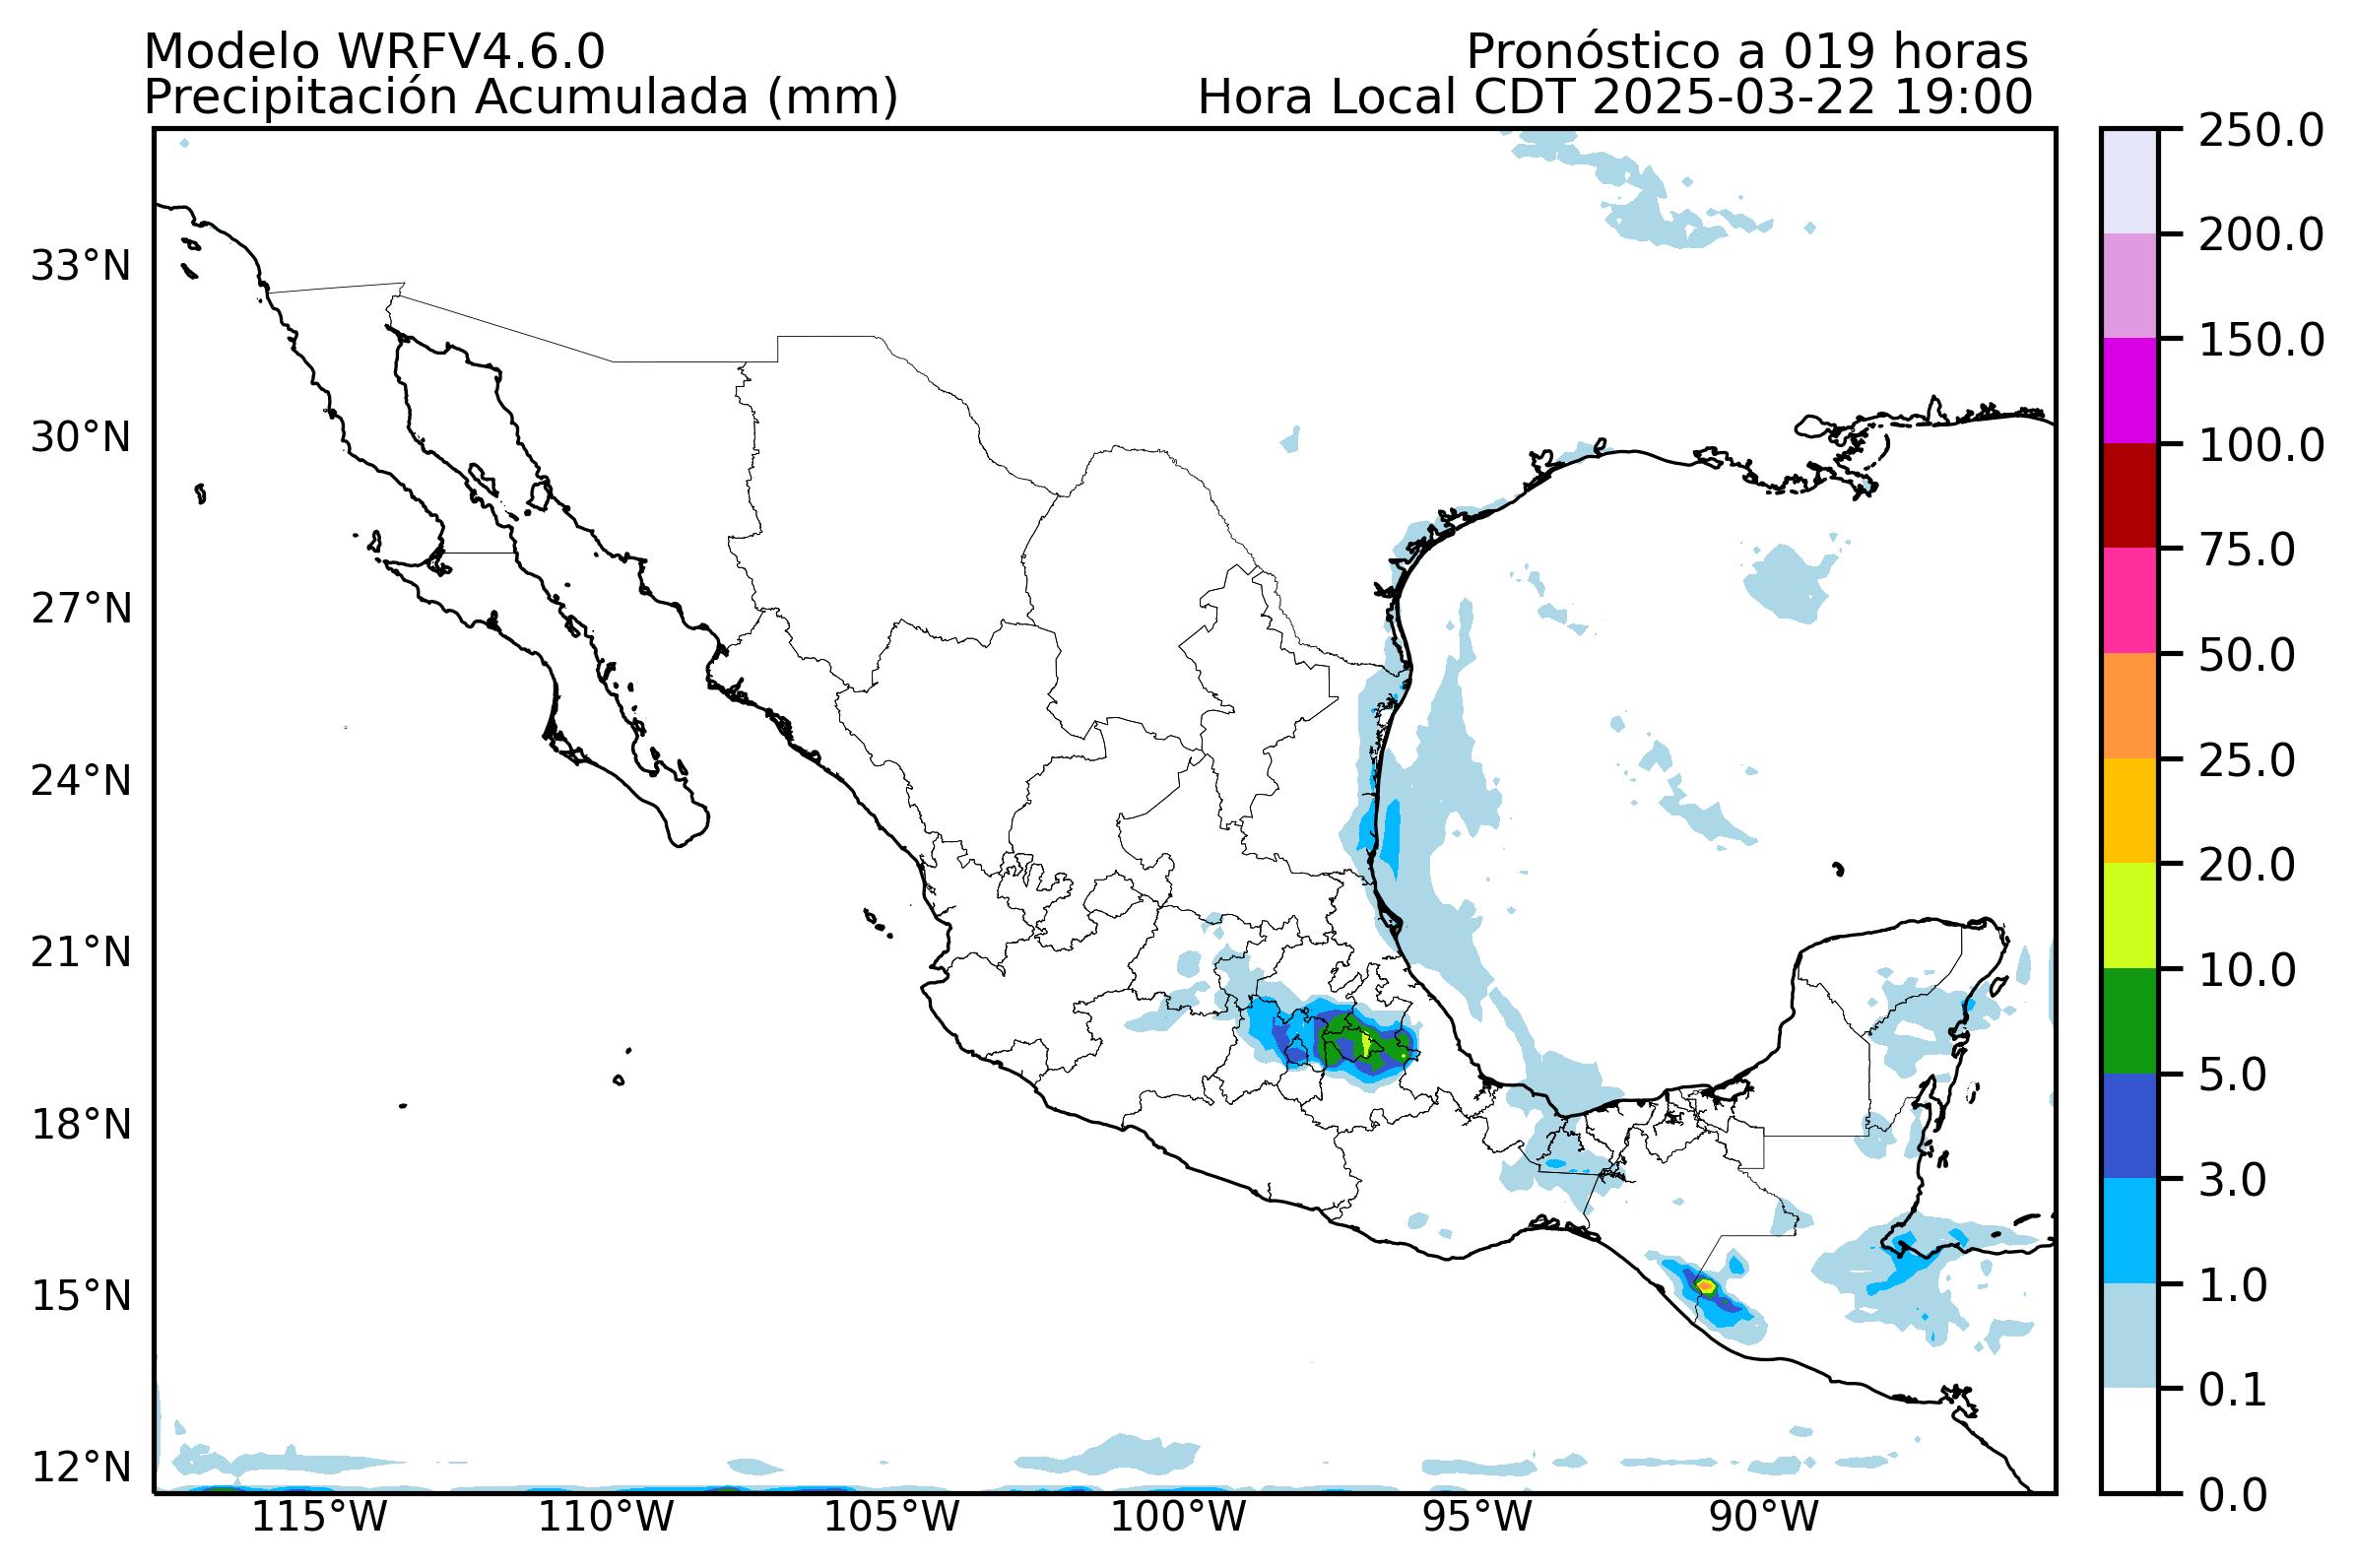 Modelo WRFV4.6.0
Precipitación Acumulada (mm)
Pronóstico a 019 horas
Hora Local CDT 2025-03-22 19:00
33°N
30°N
27°N
24°N
21°N
18°N
15°N
12°N
115°W
110°W
105°W
100°W
95°W
90°W
250.0
200.0
150.0
100.0
75.0
50.0
25.0
20.0
10.0
5.0
3.0
1.0
0.1
0.0